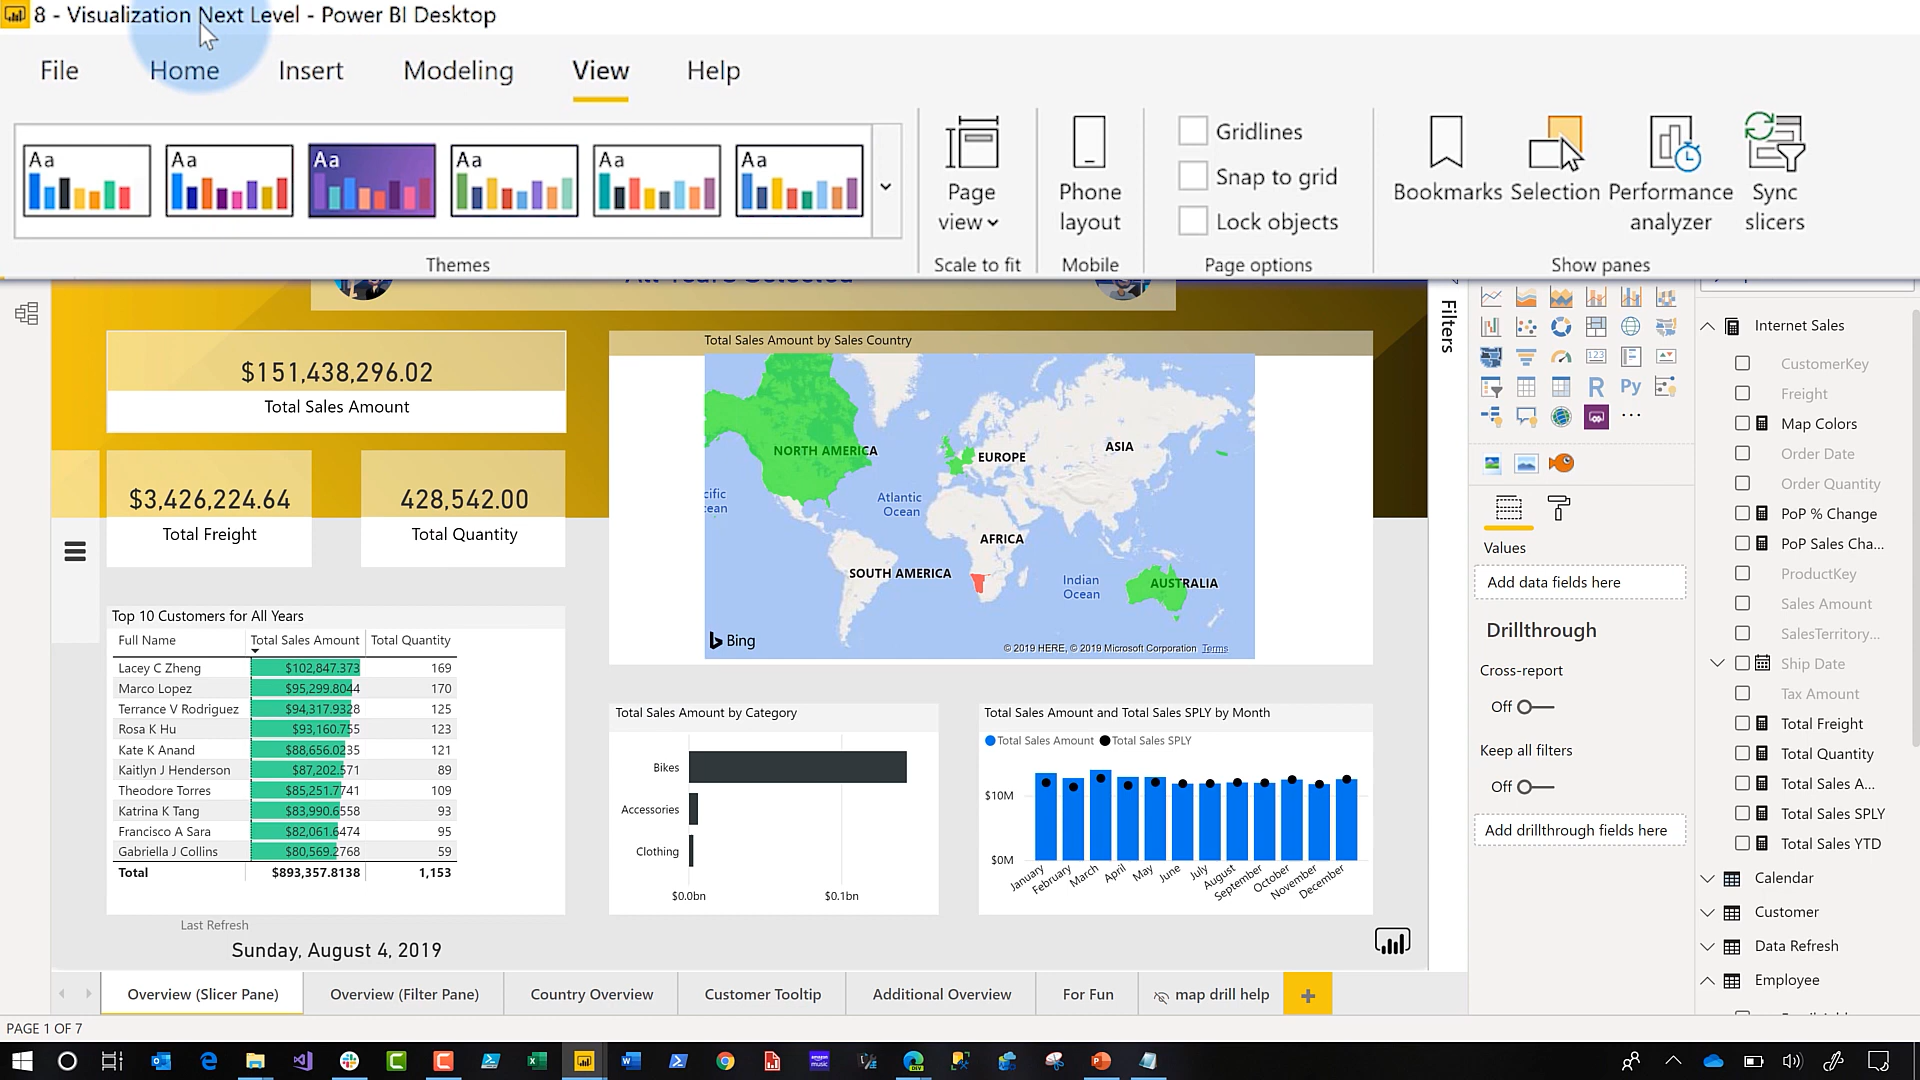 8 - Visualization Next Level - Power BI Desktop
File Home Insert Modeling View Help
Aa Aa Aa Aa Aa Aa
Page view
Phone layout
Gridlines
Snap to grid
Lock objects
Bookmarks
Selection
Performance analyzer
Sync slicers
Themes
Scale to fit
Mobile
Page options
Show panes
$151,438,296.02
Total Sales Amount
$3,426,224.64
Total Freight
428,542.00
Total Quantity
Top 10 Customers for All Years
Full Name Total Sales Amount Total Quantity
Lacey C Zheng $102,847.373 169
Marco Lopez $95,299.8044 170
Terrance V Rodriguez $94,317.9328 125
Rosa K Hu $93,160.755 123
Kate K Anand $88,656.0235 121
Kaitlyn J Henderson $87,202.571 89
Theodore Torres $85,251.7741 109
Katrina K Tang $83,990.6558 93
Francisco A Sara $82,061.6474 95
Gabriella J Collins $80,569.2768 59
Total $893,357.8138 1,153
Last Refresh
Sunday, August 4, 2019
Total Sales Amount by Sales Country
NORTH AMERICA
EUROPE
ASIA
cific
ean
Atlantic
Ocean
AFRICA
SOUTH AMERICA
Indian
Ocean
AUSTRALIA
Bing
© 2019 HERE, © 2019 Microsoft Corporation Terms
Total Sales Amount by Category
Bikes
Accessories
Clothing
$0.0bn $0.1bn
Total Sales Amount and Total Sales SPLY by Month
Total Sales Amount Total Sales SPLY
$10M
$0M
January February March April May June July August September October November December
Filters
123
R Py
Values
Add data fields here
Drillthrough
Cross-report
Off
Keep all filters
Off
Add drillthrough fields here
Internet Sales
CustomerKey
Freight
Map Colors
Order Date
Order Quantity
PoP % Change
PoP Sales Cha...
ProductKey
Sales Amount
SalesTerritory...
Ship Date
Tax Amount
Total Freight
Total Quantity
Total Sales A...
Total Sales SPLY
Total Sales YTD
Calendar
Customer
Data Refresh
Employee
Overview (Slicer Pane) Overview (Filter Pane) Country Overview Customer Tooltip Additional Overview For Fun map drill help +
PAGE 1 OF 7